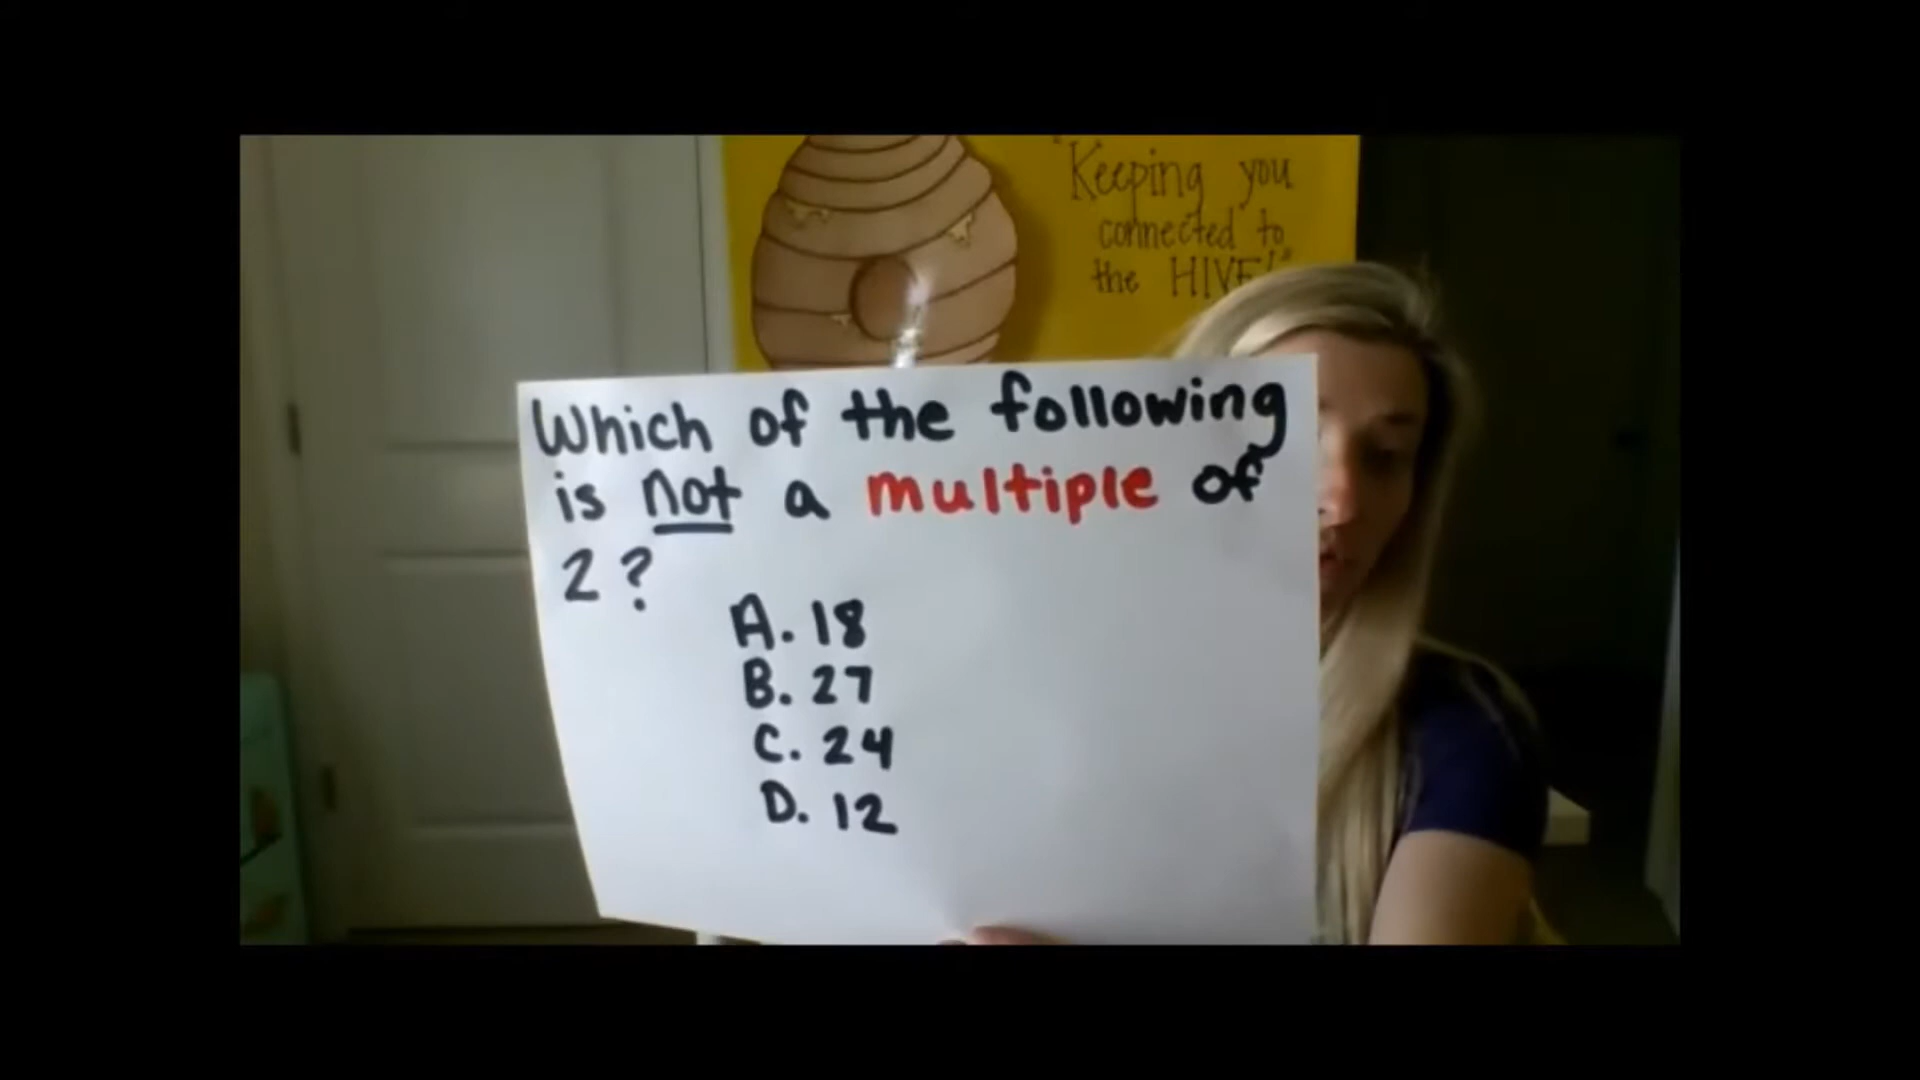 "Keeping you
connected to
the HIVE!"
Which of the following
is not a multiple of
2?
A. 18
B. 27
C. 24
D. 12